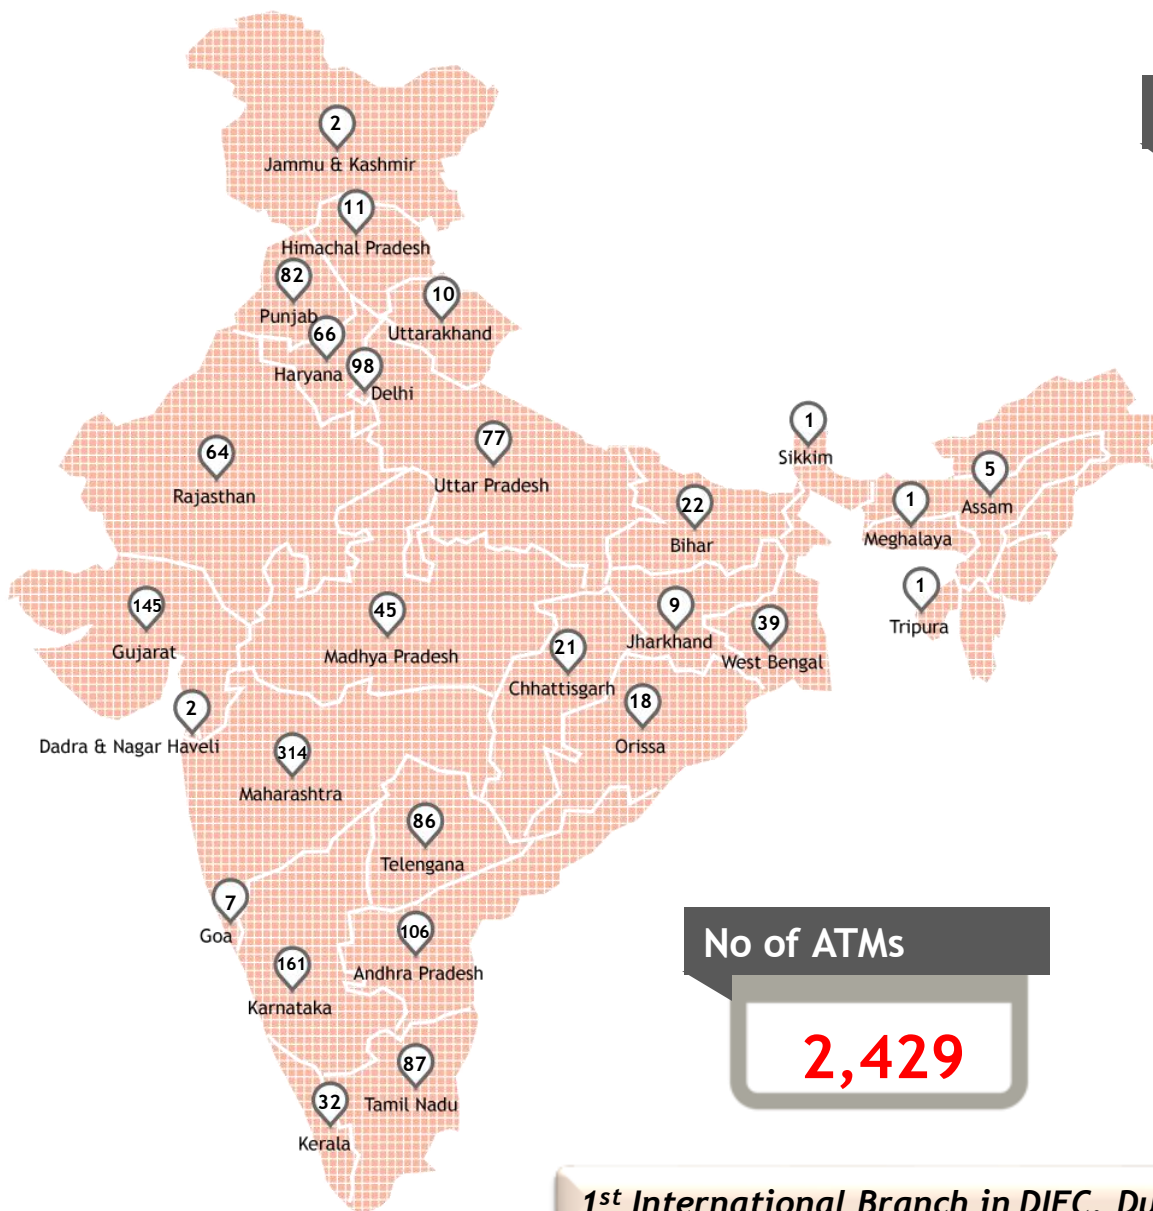 2
Jammu & Kashmir
11
Himachal Pradesh
82
Punjab
10
Uttarakhand
66
Haryana
98
Delhi
1
Sikkim
64
Rajasthan
77
Uttar Pradesh
5
Assam
22
Bihar
1
Meghalaya
145
Gujarat
45
Madhya Pradesh
9
Jharkhand
1
Tripura
39
West Bengal
21
Chhattisgarh
18
Orissa
2
Dadra & Nagar Haveli
314
Maharashtra
86
Telengana
7
Goa
106
Andhra Pradesh
161
Karnataka
No of ATMs
2,429
87
Tamil Nadu
32
Kerala
1st International Branch in DIFC,